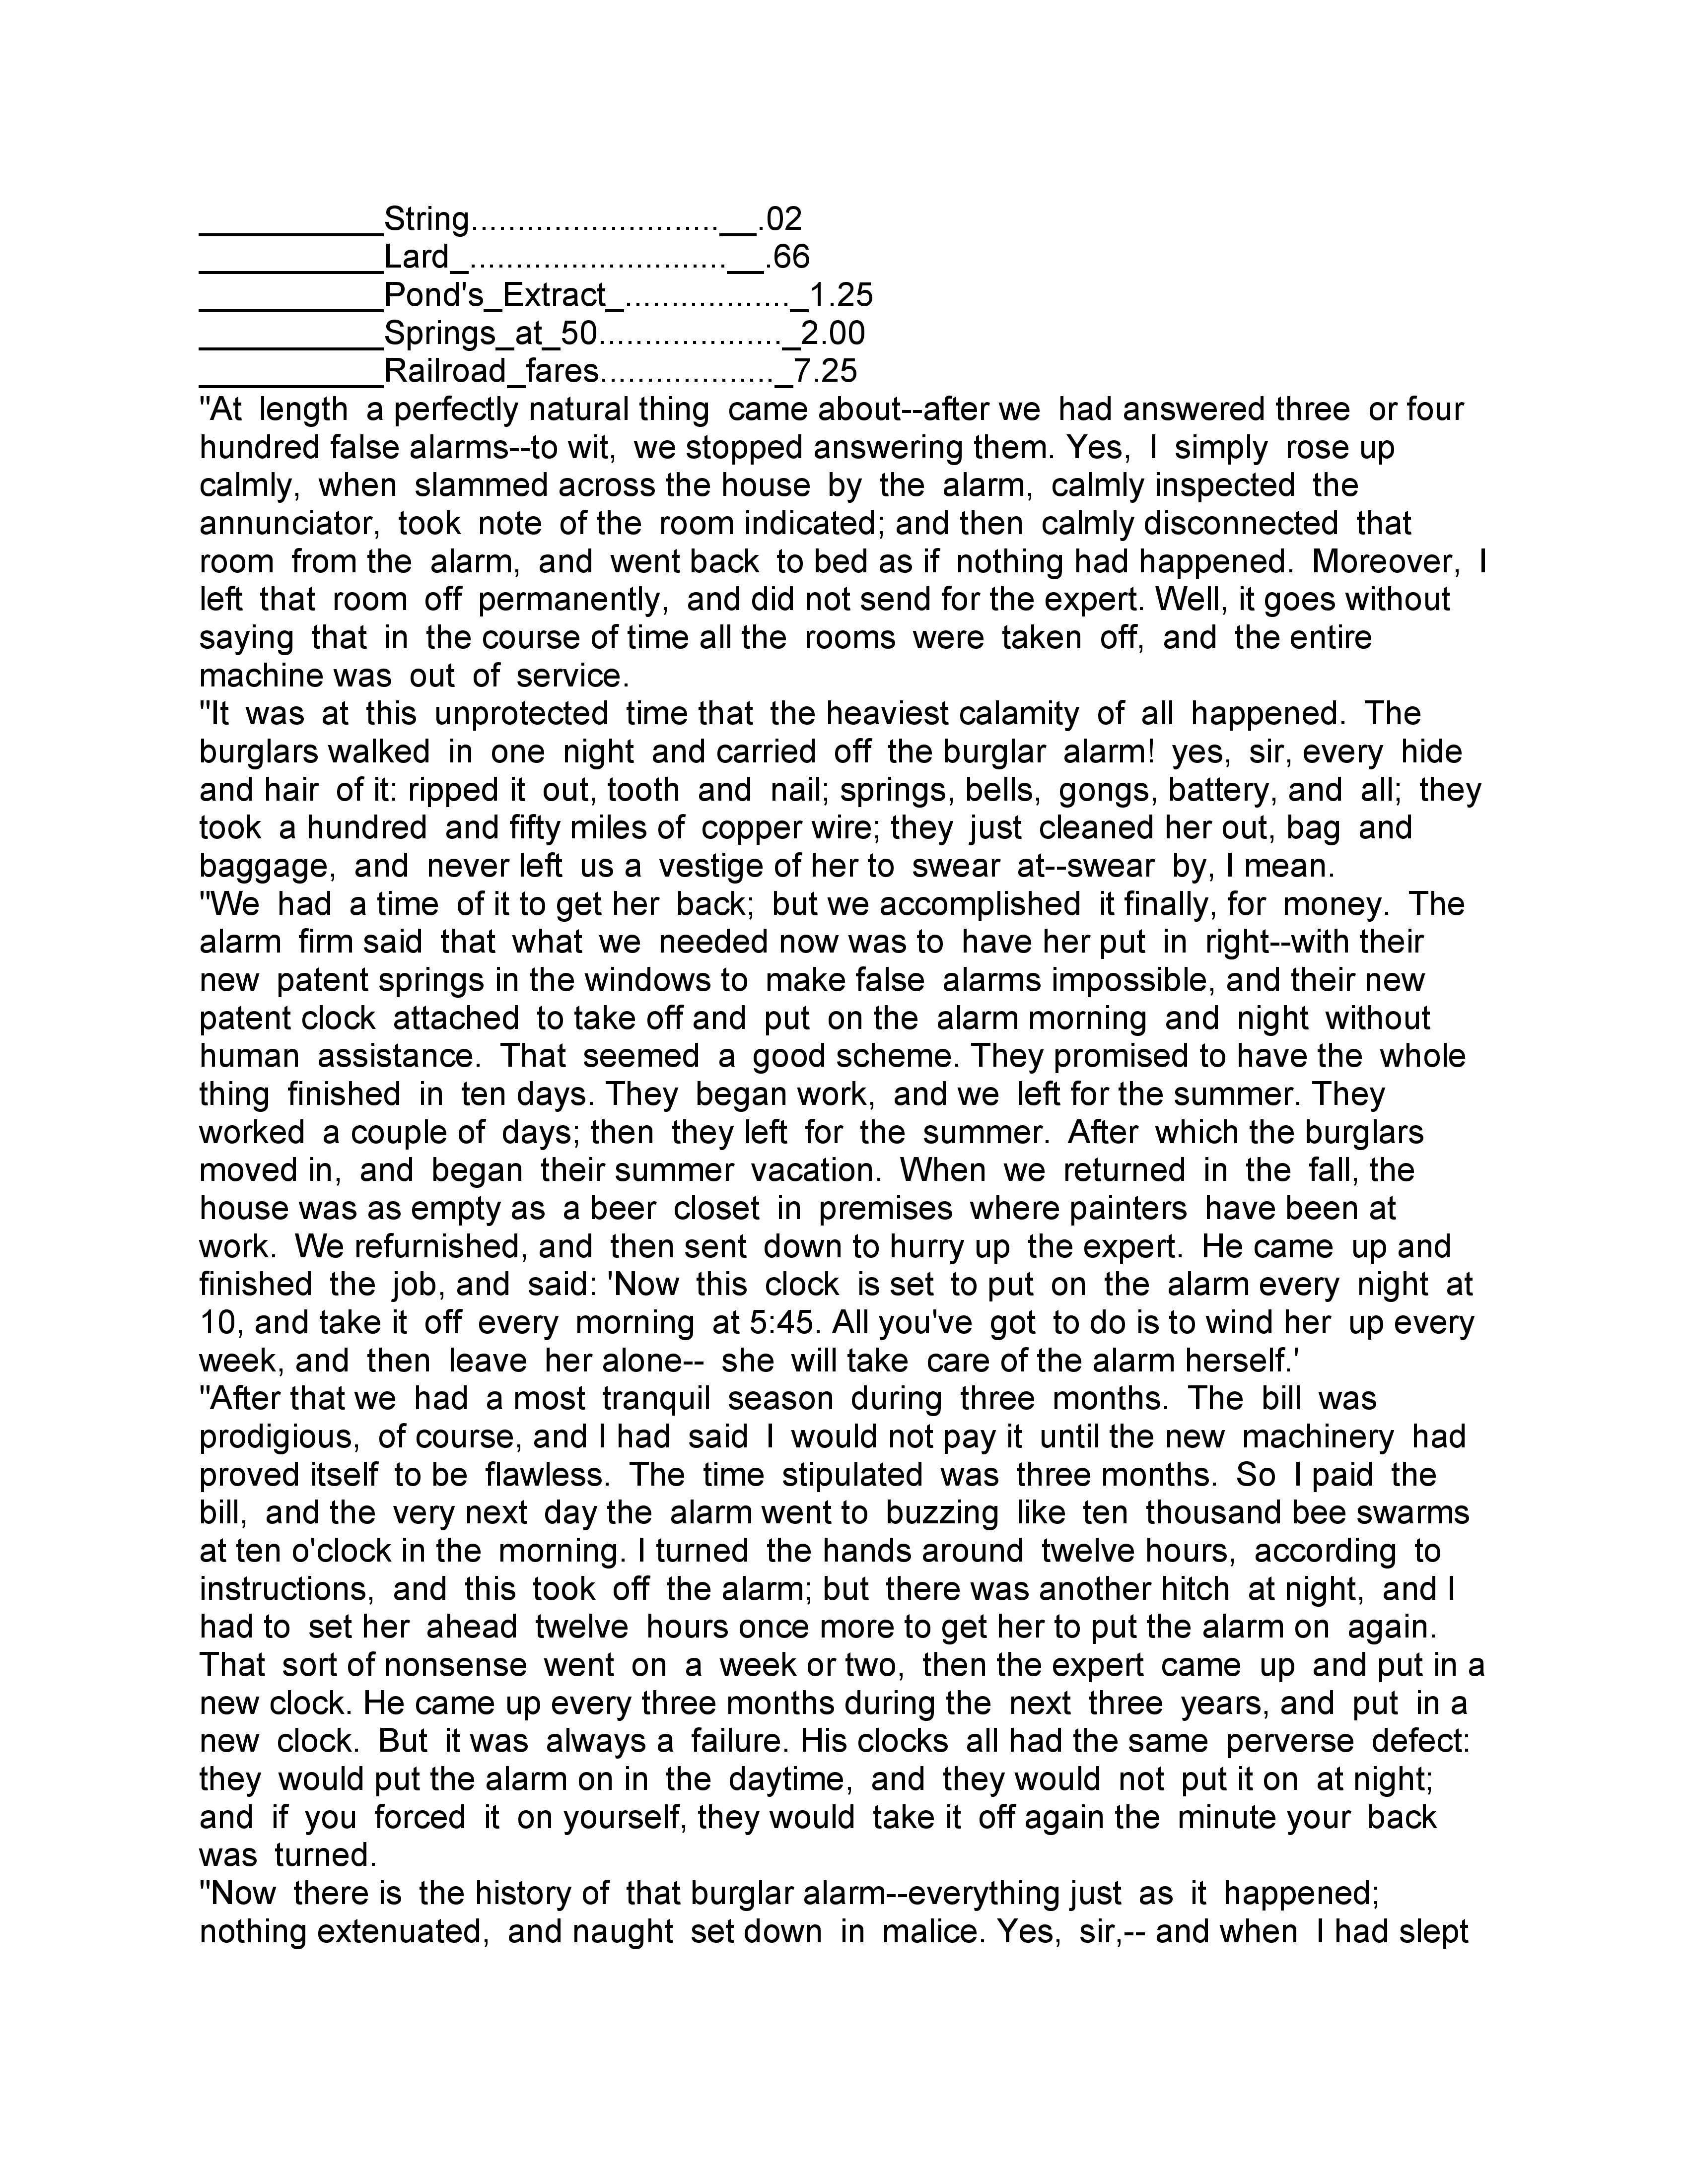 __________String...........................__.02
__________Lard_............................__.66
__________Pond's_Extract_.................._1.25
__________Springs_at_50...................._2.00
__________Railroad_fares..................._7.25
"At length a perfectly natural thing came about--after we had answered three or four
hundred false alarms--to wit, we stopped answering them. Yes, I simply rose up
calmly, when slammed across the house by the alarm, calmly inspected the
annunciator, took note of the room indicated; and then calmly disconnected that
room from the alarm, and went back to bed as if nothing had happened. Moreover, I
left that room off permanently, and did not send for the expert. Well, it goes without
saying that in the course of time all the rooms were taken off, and the entire
machine was out of service.
"It was at this unprotected time that the heaviest calamity of all happened. The
burglars walked in one night and carried off the burglar alarm! yes, sir, every hide
and hair of it: ripped it out, tooth and nail; springs, bells, gongs, battery, and all; they
took a hundred and fifty miles of copper wire; they just cleaned her out, bag and
baggage, and never left us a vestige of her to swear at--swear by, I mean.
"We had a time of it to get her back; but we accomplished it finally, for money. The
alarm firm said that what we needed now was to have her put in right--with their
new patent springs in the windows to make false alarms impossible, and their new
patent clock attached to take off and put on the alarm morning and night without
human assistance. That seemed a good scheme. They promised to have the whole
thing finished in ten days. They began work, and we left for the summer. They
worked a couple of days; then they left for the summer. After which the burglars
moved in, and began their summer vacation. When we returned in the fall, the
house was as empty as a beer closet in premises where painters have been at
work. We refurnished, and then sent down to hurry up the expert. He came up and
finished the job, and said: 'Now this clock is set to put on the alarm every night at
10, and take it off every morning at 5:45. All you've got to do is to wind her up every
week, and then leave her alone-- she will take care of the alarm herself.'
"After that we had a most tranquil season during three months. The bill was
prodigious, of course, and I had said I would not pay it until the new machinery had
proved itself to be flawless. The time stipulated was three months. So I paid the
bill, and the very next day the alarm went to buzzing like ten thousand bee swarms
at ten o'clock in the morning. I turned the hands around twelve hours, according to
instructions, and this took off the alarm; but there was another hitch at night, and I
had to set her ahead twelve hours once more to get her to put the alarm on again.
That sort of nonsense went on a week or two, then the expert came up and put in a
new clock. He came up every three months during the next three years, and put in a
new clock. But it was always a failure. His clocks all had the same perverse defect:
they would put the alarm on in the daytime, and they would not put it on at night;
and if you forced it on yourself, they would take it off again the minute your back
was turned.
"Now there is the history of that burglar alarm--everything just as it happened;
nothing extenuated, and naught set down in malice. Yes, sir,-- and when I had slept